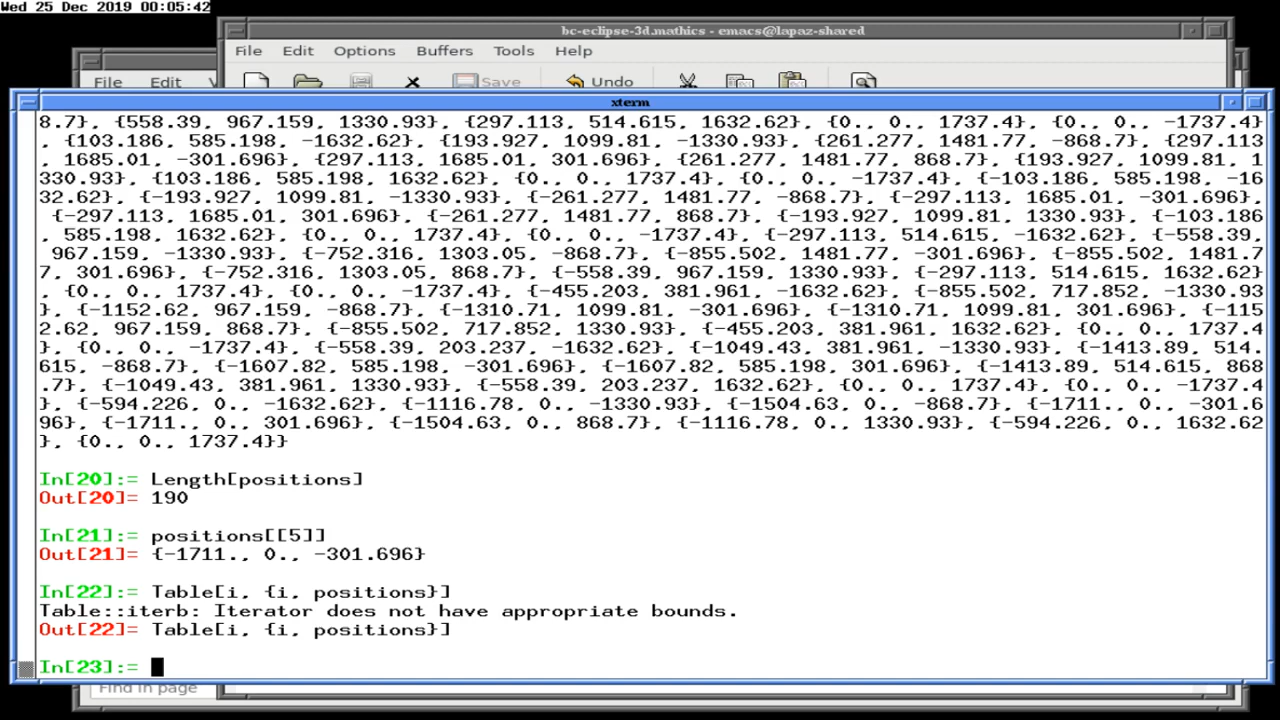 Wed 25 Dec 2019 00:05:42
bc-eclipse-3d.mathics - emacs@lapaz-shared
File Edit Options Buffers Tools Help
File Edit V
Save Undo
xterm
8.7}, {558.39, 967.159, 1330.93}, {297.113, 514.615, 1632.62}, {0., 0., 1737.4}, {0., 0., -1737.4}
, {103.186, 585.198, -1632.62}, {193.927, 1099.81, -1330.93}, {261.277, 1481.77, -868.7}, {297.113
, 1685.01, -301.696}, {297.113, 1685.01, 301.696}, {261.277, 1481.77, 868.7}, {193.927, 1099.81, 1
330.93}, {103.186, 585.198, 1632.62}, {0., 0., 1737.4}, {0., 0., -1737.4}, {-103.186, 585.198, -16
32.62}, {-193.927, 1099.81, -1330.93}, {-261.277, 1481.77, -868.7}, {-297.113, 1685.01, -301.696},
 {-297.113, 1685.01, 301.696}, {-261.277, 1481.77, 868.7}, {-193.927, 1099.81, 1330.93}, {-103.186
, 585.198, 1632.62}, {0., 0., 1737.4}, {0., 0., -1737.4}, {-297.113, 514.615, -1632.62}, {-558.39,
 967.159, -1330.93}, {-752.316, 1303.05, -868.7}, {-855.502, 1481.77, -301.696}, {-855.502, 1481.7
7, 301.696}, {-752.316, 1303.05, 868.7}, {-558.39, 967.159, 1330.93}, {-297.113, 514.615, 1632.62}
, {0., 0., 1737.4}, {0., 0., -1737.4}, {-455.203, 381.961, -1632.62}, {-855.502, 717.852, -1330.93
}, {-1152.62, 967.159, -868.7}, {-1310.71, 1099.81, -301.696}, {-1310.71, 1099.81, 301.696}, {-115
2.62, 967.159, 868.7}, {-855.502, 717.852, 1330.93}, {-455.203, 381.961, 1632.62}, {0., 0., 1737.4
}, {0., 0., -1737.4}, {-558.39, 203.237, -1632.62}, {-1049.43, 381.961, -1330.93}, {-1413.89, 514.
615, -868.7}, {-1607.82, 585.198, -301.696}, {-1607.82, 585.198, 301.696}, {-1413.89, 514.615, 868
.7}, {-1049.43, 381.961, 1330.93}, {-558.39, 203.237, 1632.62}, {0., 0., 1737.4}, {0., 0., -1737.4
}, {-594.226, 0., -1632.62}, {-1116.78, 0., -1330.93}, {-1504.63, 0., -868.7}, {-1711., 0., -301.6
96}, {-1711., 0., 301.696}, {-1504.63, 0., 868.7}, {-1116.78, 0., 1330.93}, {-594.226, 0., 1632.62
}, {0., 0., 1737.4}}
In[20]:= Length[positions]
Out[20]= 190
In[21]:= positions[[5]]
Out[21]= {-1711., 0., -301.696}
In[22]:= Table[i, {i, positions}]
Table::iterb: Iterator does not have appropriate bounds.
Out[22]= Table[i, {i, positions}]
In[23]:=
Find in page